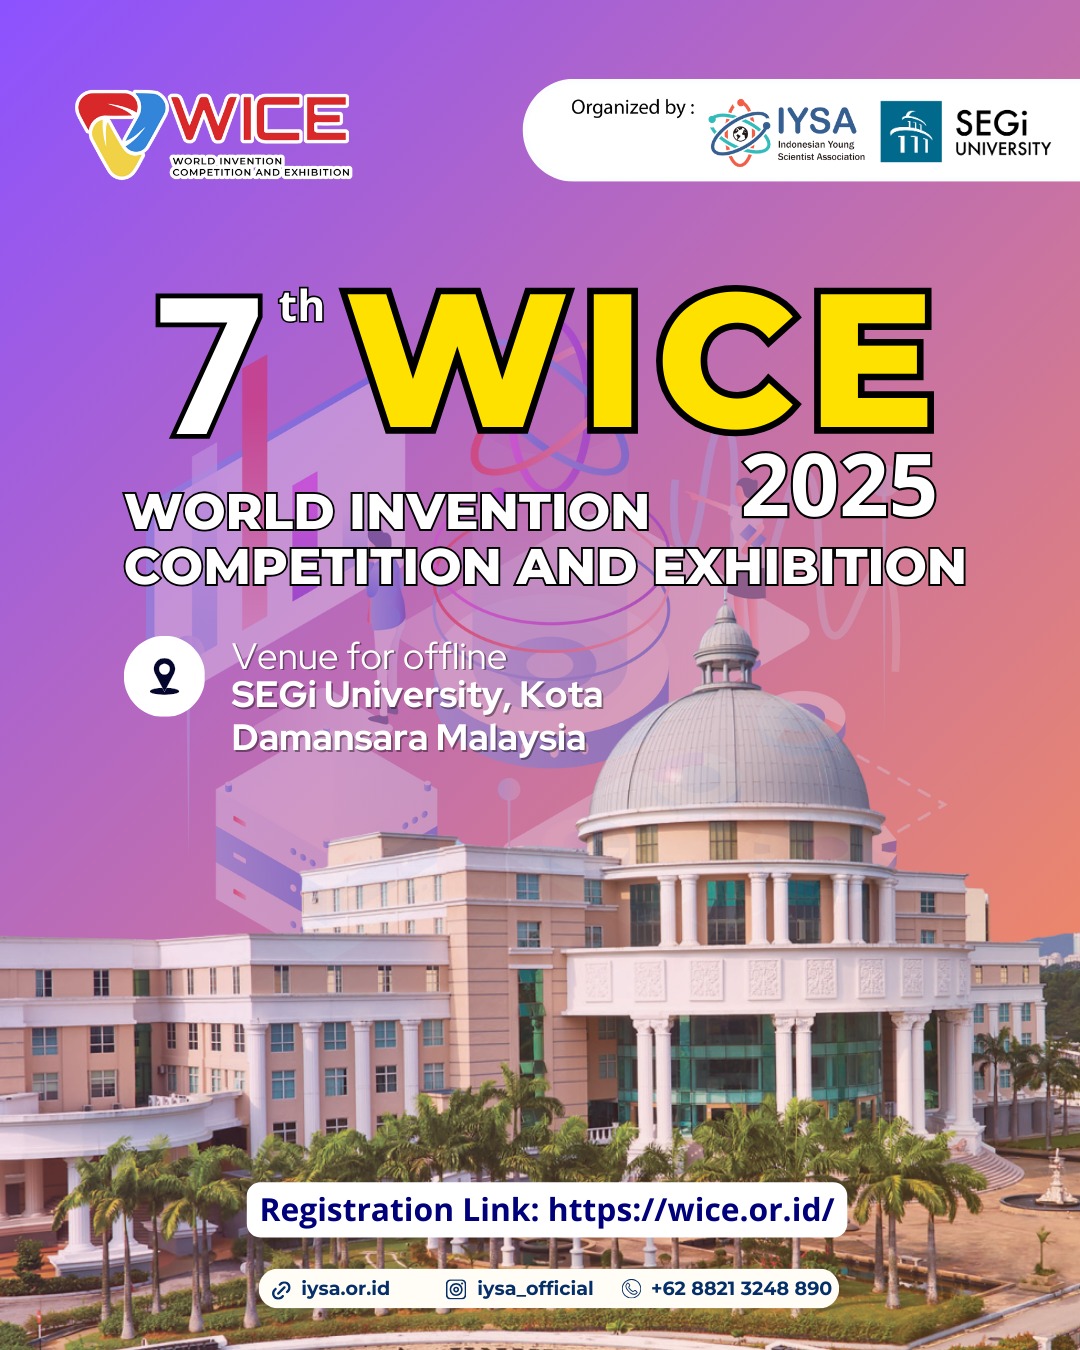 WICE
WORLD INVENTION
COMPETITION AND EXHIBITION
Organized by :
IYSA
Indonesian Young
Scientist Association
SEGi
UNIVERSITY
7th WICE
2025
WORLD INVENTION
COMPETITION AND EXHIBITION
Venue for offline
SEGi University, Kota
Damansara Malaysia
Registration Link: https://wice.or.id/
iysa.or.id iysa_official +62 8821 3248 890